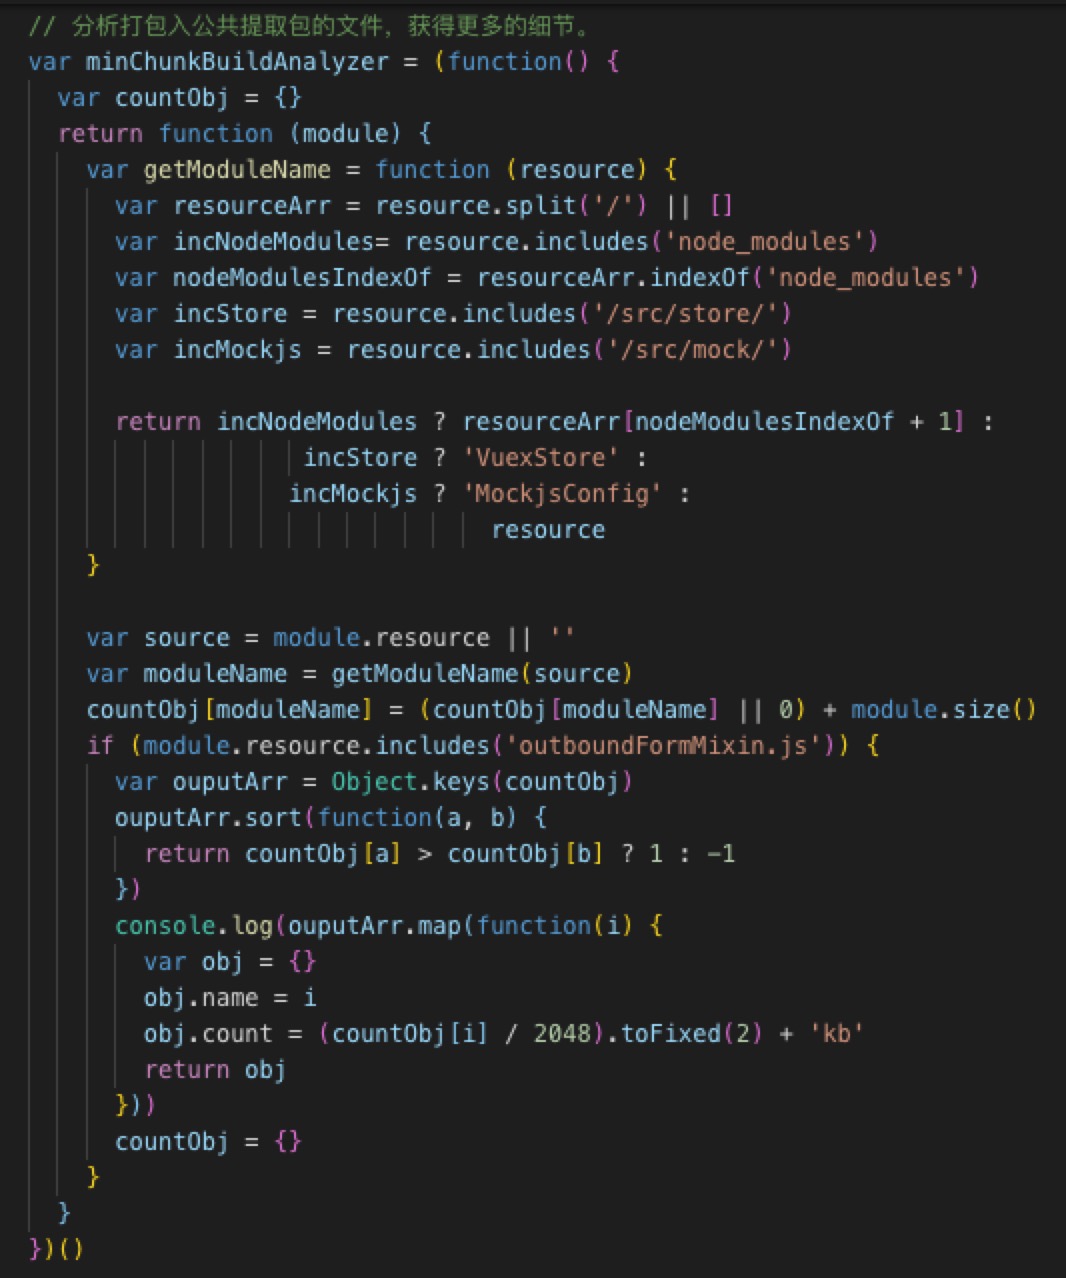 // 分析打包入公共提取包的文件，获得更多的细节。
var minChunkBuildAnalyzer = (function() {
  var countObj = {}
  return function (module) {
    var getModuleName = function (resource) {
      var resourceArr = resource.split('/') || []
      var incNodeModules= resource.includes('node_modules')
      var nodeModulesIndexOf = resourceArr.indexOf('node_modules')
      var incStore = resource.includes('/src/store/')
      var incMockjs = resource.includes('/src/mock/')

      return incNodeModules ? resourceArr[nodeModulesIndexOf + 1] :
                   incStore ? 'VuexStore' :
                  incMockjs ? 'MockjsConfig' :
                                resource
    }

    var source = module.resource || ''
    var moduleName = getModuleName(source)
    countObj[moduleName] = (countObj[moduleName] || 0) + module.size()
    if (module.resource.includes('outboundFormMixin.js')) {
      var ouputArr = Object.keys(countObj)
      ouputArr.sort(function(a, b) {
        return countObj[a] > countObj[b] ? 1 : -1
      })
      console.log(ouputArr.map(function(i) {
        var obj = {}
        obj.name = i
        obj.count = (countObj[i] / 2048).toFixed(2) + 'kb'
        return obj
      }))
      countObj = {}
    }
  }
})()